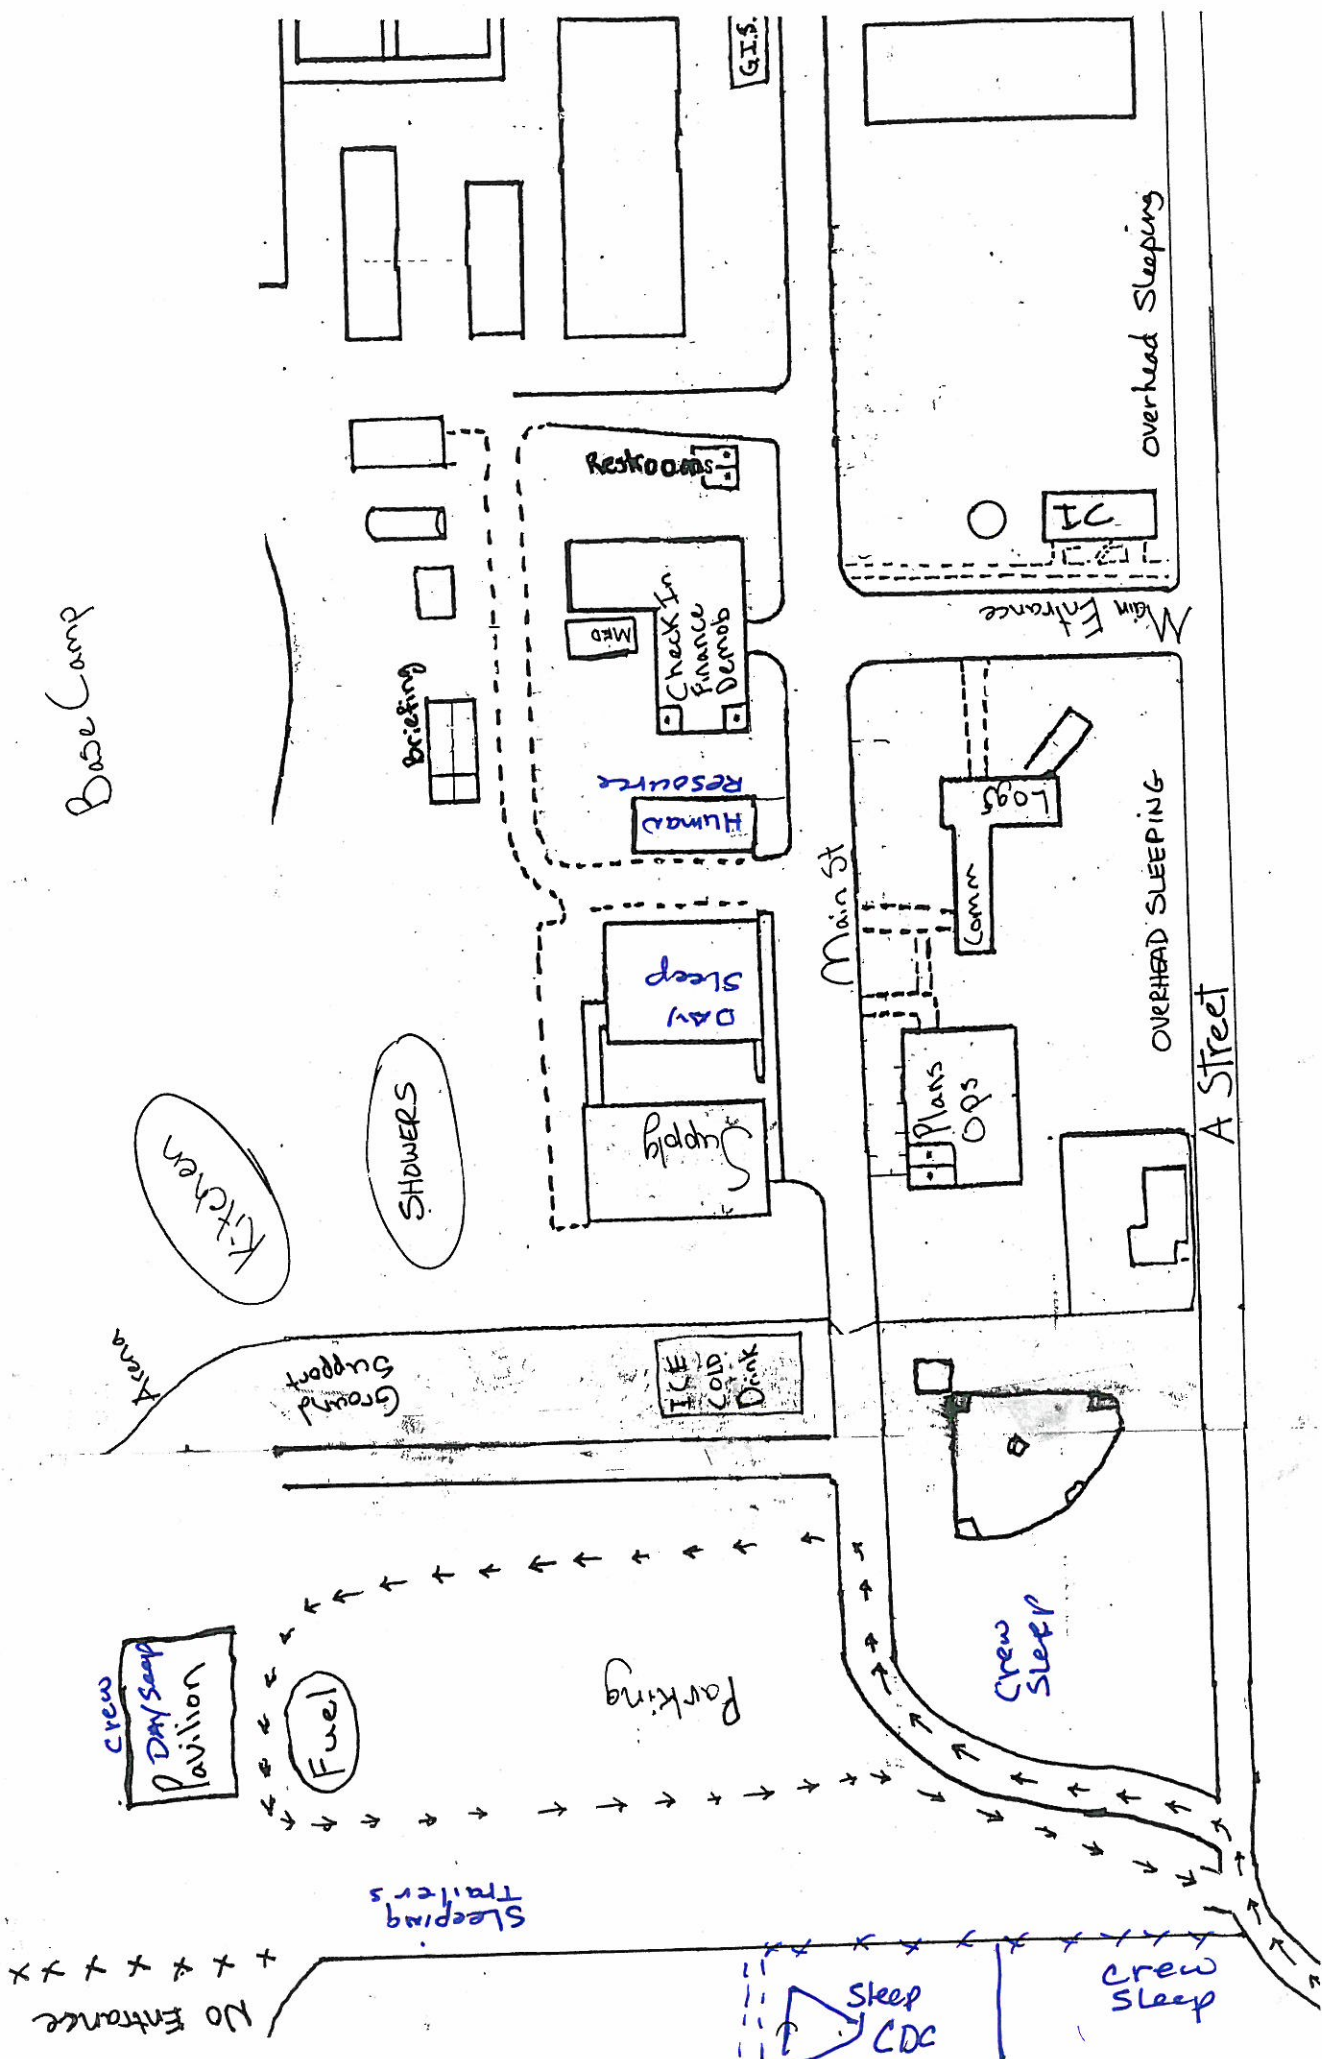 Base Camp
G.I.S.
Restrooms
overhead Sleeping
IC
Main
Entrance
MED
Check In
Finance
Demob
Briefing
Human
Resource
Logs
Comm
Main St
OVERHEAD SLEEPING
DAY
Sleep
Supply
SHOWERS
Kitchen
Plans
Ops
A Street
Arena
Ground
Support
ICE
COLD
Drink
Crew
Sleep
Parking
Crew
DAY Sleep
Pavilion
Fuel
Sleeping
Trailers
No Entrance
Sleep
CDC
Crew
Sleep